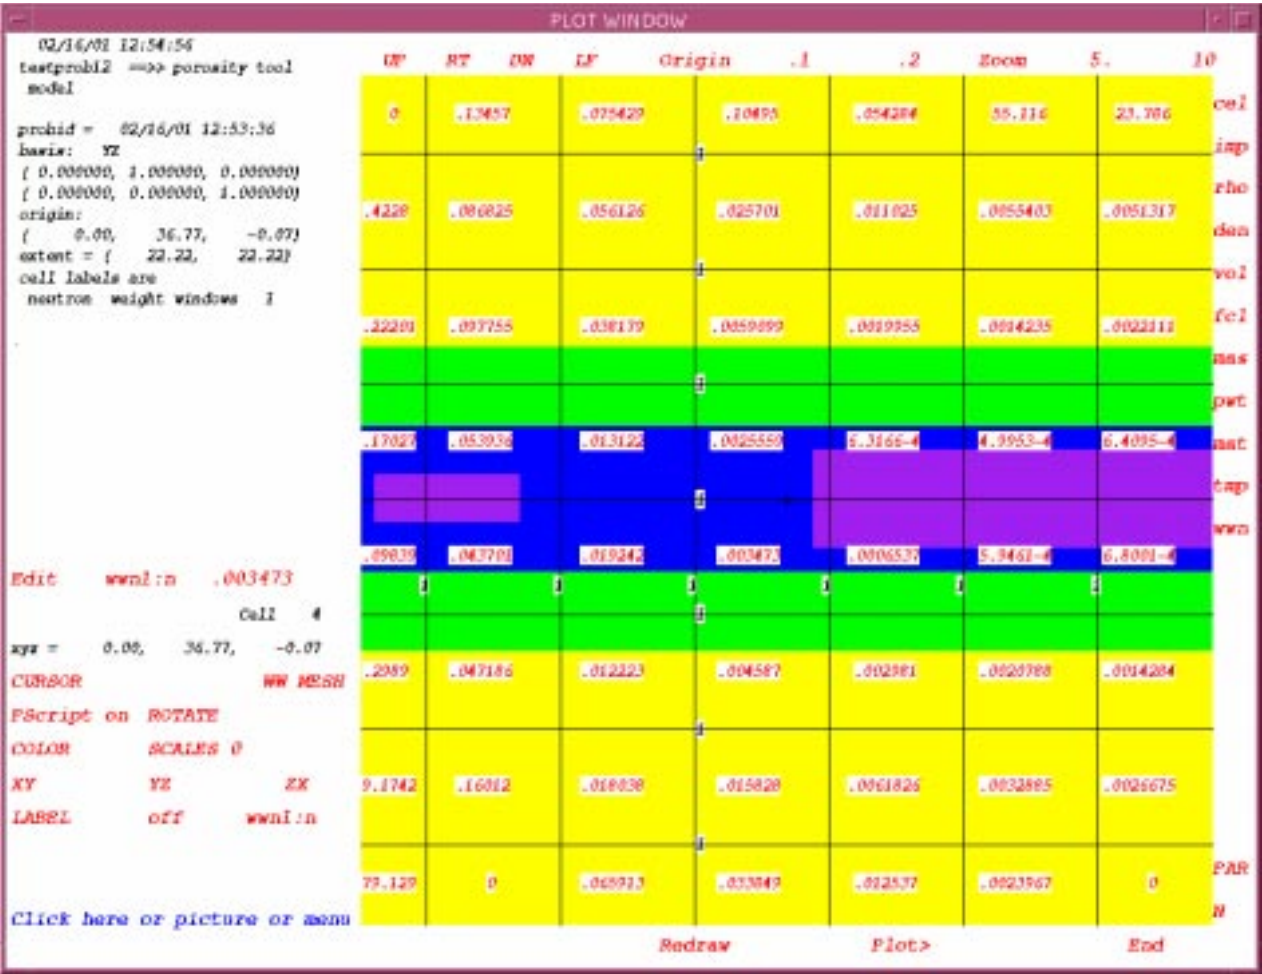 PLOT WINDOW
02/16/01 12:54:56
testprob12 ==>> porosity tool
model
probid = 02/16/01 12:53:36
basis: YZ
( 0.000000, 1.000000, 0.000000)
( 0.000000, 0.000000, 1.000000)
origin:
( 0.00, 36.77, -0.07)
extent = ( 22.22, 22.22)
cell labels are
neutron weight windows 1
Edit wwn1:n .003473
Cell 4
xyz = 0.00, 36.77, -0.07
CURSOR WW MESH
PScript on ROTATE
COLOR SCALES 0
XY YZ ZX
LABEL off wwn1:n
Click here or picture or menu
UP RT DN LF Origin .1 .2 Zoom 5. 10
0 .13457 .075429 .10495 .054284 55.116 23.786
.4228 .086825 .056126 .025701 .011025 .0055403 .0051317
.22201 .097755 .038179 .0059099 .0019955 .0014235 .0022111
.17027 .053936 .013122 .0025559 6.3166-4 4.9953-4 6.4095-4
.09839 .043701 .019242 .003473 .0006537 5.9461-4 6.8001-4
.2989 .047186 .012223 .004587 .002981 .0020788 .0014284
9.1742 .16012 .018038 .015828 .0061826 .0032885 .0026675
79.129 0 .065913 .033849 .012537 .0023967 0
cel
imp
rho
den
vol
fcl
mas
pwt
mat
tmp
wwn
PAR
N
Redraw Plot> End